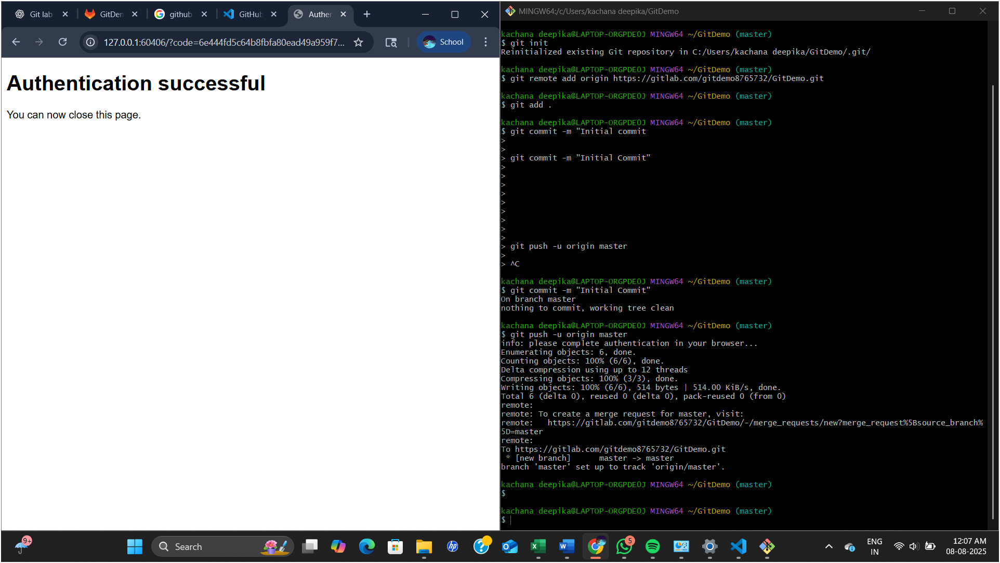 Git lab
GitDen
github
GitHub
Auther
127.0.0.1:60406/?code=6e444fd5c64b8fbfa80ead49a959f7...
School
Authentication successful
You can now close this page.
MINGW64:/c/Users/kachana deepika/GitDemo
kachana deepika@LAPTOP-ORGPDE0J MINGW64 ~/GitDemo (master)
$ git init
Reinitialized existing Git repository in C:/Users/kachana deepika/GitDemo/.git/
kachana deepika@LAPTOP-ORGPDE0J MINGW64 ~/GitDemo (master)
$ git remote add origin https://gitlab.com/gitdemo8765732/GitDemo.git
kachana deepika@LAPTOP-ORGPDE0J MINGW64 ~/GitDemo (master)
$ git add .
kachana deepika@LAPTOP-ORGPDE0J MINGW64 ~/GitDemo (master)
$ git commit -m "Initial commit
>
>
> git commit -m "Initial Commit"
>
>
>
>
>
>
>
>
>
> git push -u origin master
>
> ^C
kachana deepika@LAPTOP-ORGPDE0J MINGW64 ~/GitDemo (master)
$ git commit -m "Initial Commit"
On branch master
nothing to commit, working tree clean
kachana deepika@LAPTOP-ORGPDE0J MINGW64 ~/GitDemo (master)
$ git push -u origin master
info: please complete authentication in your browser...
Enumerating objects: 6, done.
Counting objects: 100% (6/6), done.
Delta compression using up to 12 threads
Compressing objects: 100% (3/3), done.
Writing objects: 100% (6/6), 514 bytes | 514.00 KiB/s, done.
Total 6 (delta 0), reused 0 (delta 0), pack-reused 0 (from 0)
remote:
remote: To create a merge request for master, visit:
remote:   https://gitlab.com/gitdemo8765732/GitDemo/-/merge_requests/new?merge_request%5Bsource_branch%
5D=master
remote:
To https://gitlab.com/gitdemo8765732/GitDemo.git
 * [new branch]      master -> master
branch 'master' set up to track 'origin/master'.
kachana deepika@LAPTOP-ORGPDE0J MINGW64 ~/GitDemo (master)
$
kachana deepika@LAPTOP-ORGPDE0J MINGW64 ~/GitDemo (master)
$
9+
Search
hp
5
ENG
IN
12:07 AM
08-08-2025